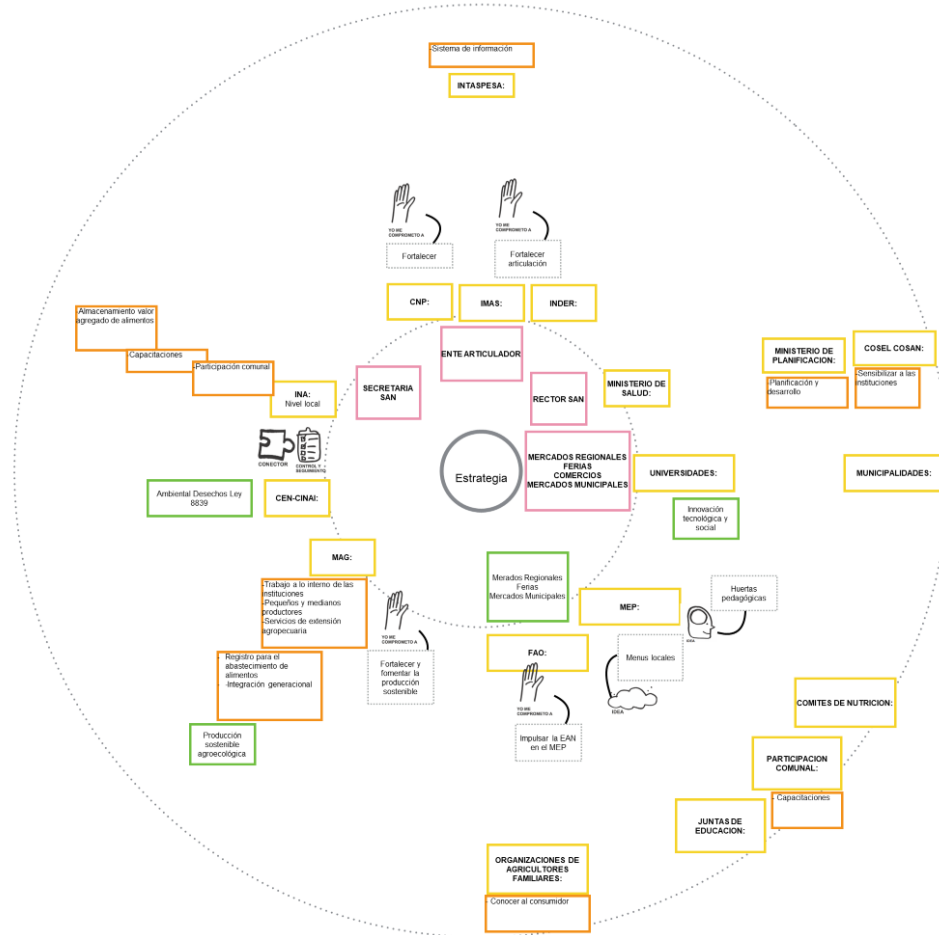 -Sistema de información
INTASPESA:
YO ME
COMPROMETO A
Fortalecer
YO ME
COMPROMETO A
Fortalecer
articulación
CNP:
IMAS:
INDER:
-Almacenamiento valor
agregado de alimentos
-Capacitaciones
-Participación comunal
INA:
Nivel local
SECRETARIA
SAN
ENTE ARTICULADOR
RECTOR SAN
MINISTERIO DE
SALUD:
MINISTERIO DE
PLANIFICACION:
-Planificación y
desarrollo
COSEL COSAN:
-Sensibilizar a las
instituciones
CONECTOR
CONTROL Y
SEGUIMIENTO
Estrategia
MERCADOS REGIONALES
FERIAS
COMERCIOS
MERCADOS MUNICIPALES
UNIVERSIDADES:
MUNICIPALIDADES:
Ambiental Desechos Ley
8839
CEN-CINAI:
Innovación
tecnológica y
social
MAG:
-Trabajo a lo interno de las
instituciones
-Pequeños y medianos
productores
-Servicios de extensión
agropecuaria
- Registro para el
abastecimiento de
alimentos
-Integración generacional
Producción
sostenible
agroecológica
YO ME
COMPROMETO A
Fortalecer y
fomentar la
producción
sostenible
Merados Regionales
Ferias
Mercados Municipales
MEP:
IDEA
Huertas
pedagógicas
Menus locales
IDEA
FAO:
YO ME
COMPROMETO A
Impulsar la EAN
en el MEP
COMITES DE NUTRICION:
PARTICIPACION
COMUNAL:
- Capacitaciones
JUNTAS DE
EDUCACION:
ORGANIZACIONES DE
AGRICULTORES
FAMILIARES:
- Conocer al consumidor